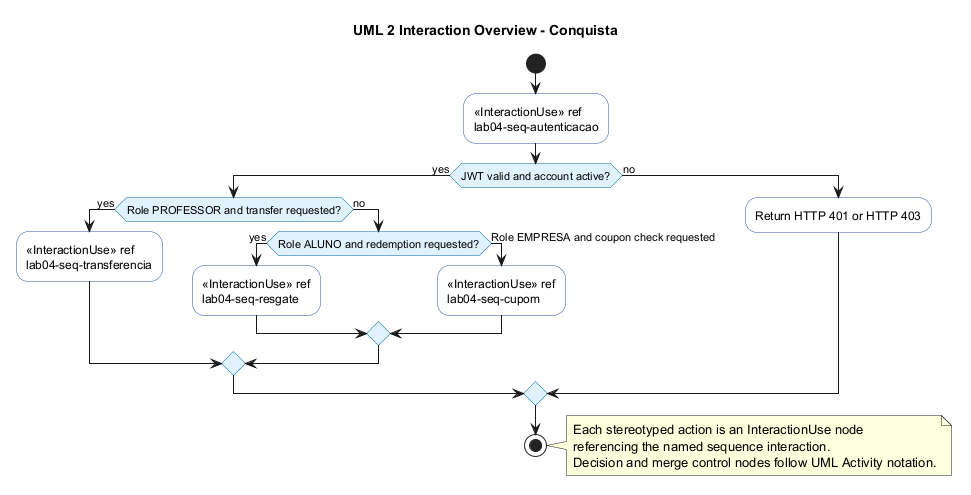 UML 2 Interaction Overview - Conquista
«InteractionUse» ref
lab04-seq-autenticacao
yes
JWT valid and account active?
no
yes
Role PROFESSOR and transfer requested?
no
Return HTTP 401 or HTTP 403
«InteractionUse» ref
lab04-seq-transferencia
yes
Role ALUNO and redemption requested?
Role EMPRESA and coupon check requested
«InteractionUse» ref
lab04-seq-resgate
«InteractionUse» ref
lab04-seq-cupom
Each stereotyped action is an InteractionUse node
referencing the named sequence interaction.
Decision and merge control nodes follow UML Activity notation.